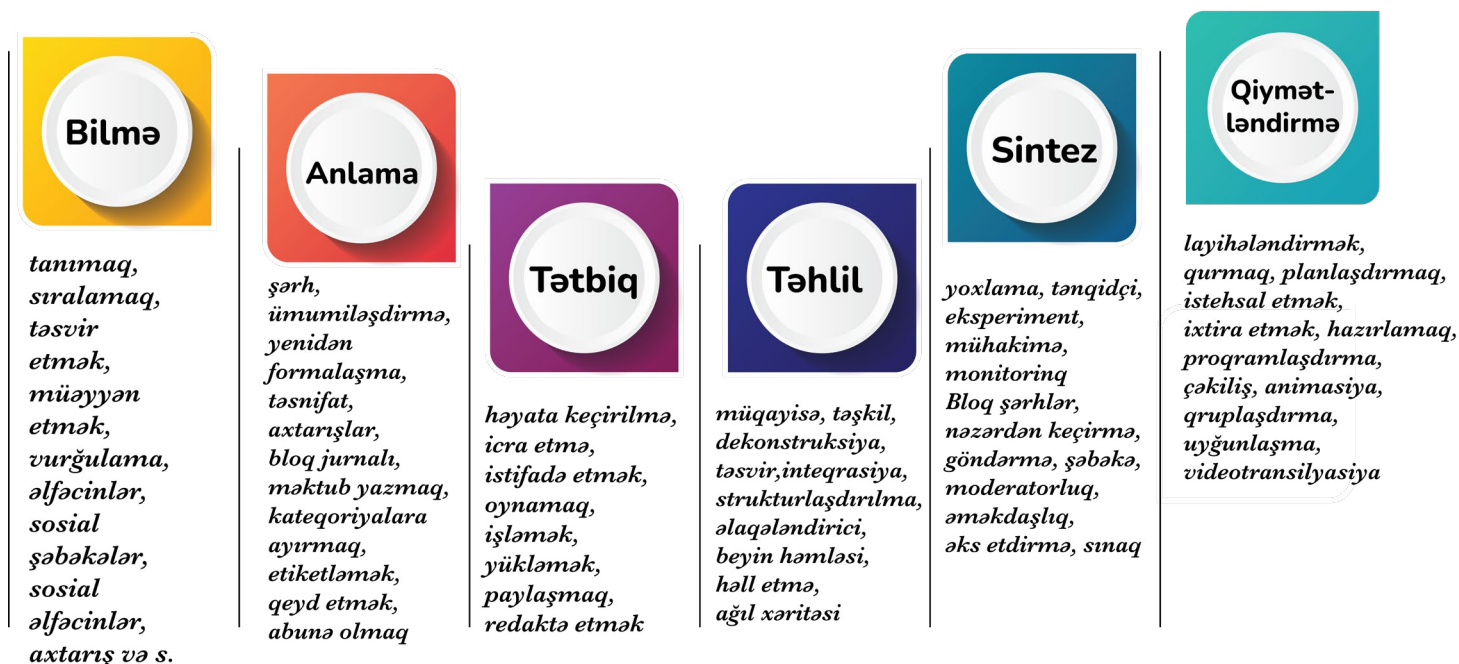 Bilmə
tanımaq,
sıralamaq,
təsvir
etmək,
müəyyən
etmək,
vurğulama,
əlfəcinlər,
sosial
şəbəkələr,
sosial
əlfəcinlər,
axtarış və s.
Anlama
şərh,
ümumiləşdirmə,
yenidən
formalaşma,
təsnifat,
axtarışlar,
bloq jurnalı,
məktub yazmaq,
kateqoriyalara
ayırmaq,
etiketləmək,
qeyd etmək,
abunə olmaq
Tətbiq
həyata keçirilmə,
icra etmə,
istifadə etmək,
oynamaq,
işləmək,
yükləmək,
paylaşmaq,
redaktə etmək
Təhlil
müqayisə, təşkil,
dekonstruksiya,
təsvir,inteqrasiya,
strukturlaşdırılma,
əlaqələndirici,
beyin həmləsi,
həll etmə,
ağıl xəritəsi
Sintez
yoxlama, tənqidçi,
eksperiment,
mühakimə,
monitorinq
Bloq şərhlər,
nəzərdən keçirmə,
göndərmə, şəbəkə,
moderatorluq,
əməkdaşlıq,
əks etdirmə, sınaq
Qiymət-
ləndirmə
layihələndirmək,
qurmaq, planlaşdırmaq,
istehsal etmək,
ixtira etmək, hazırlamaq,
proqramlaşdırma,
çəkiliş, animasiya,
qruplaşdırma,
uyğunlaşma,
videotransilyasiya